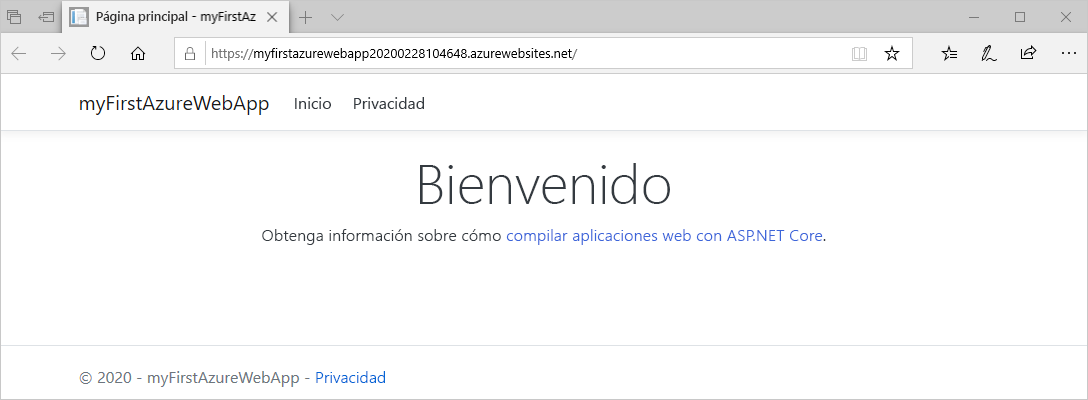 Página principal - myFirstAz
https://myfirstazurewebapp20200228104648.azurewebsites.net/
myFirstAzureWebApp Inicio Privacidad
Bienvenido
Obtenga información sobre cómo compilar aplicaciones web con ASP.NET Core.
© 2020 - myFirstAzureWebApp - Privacidad